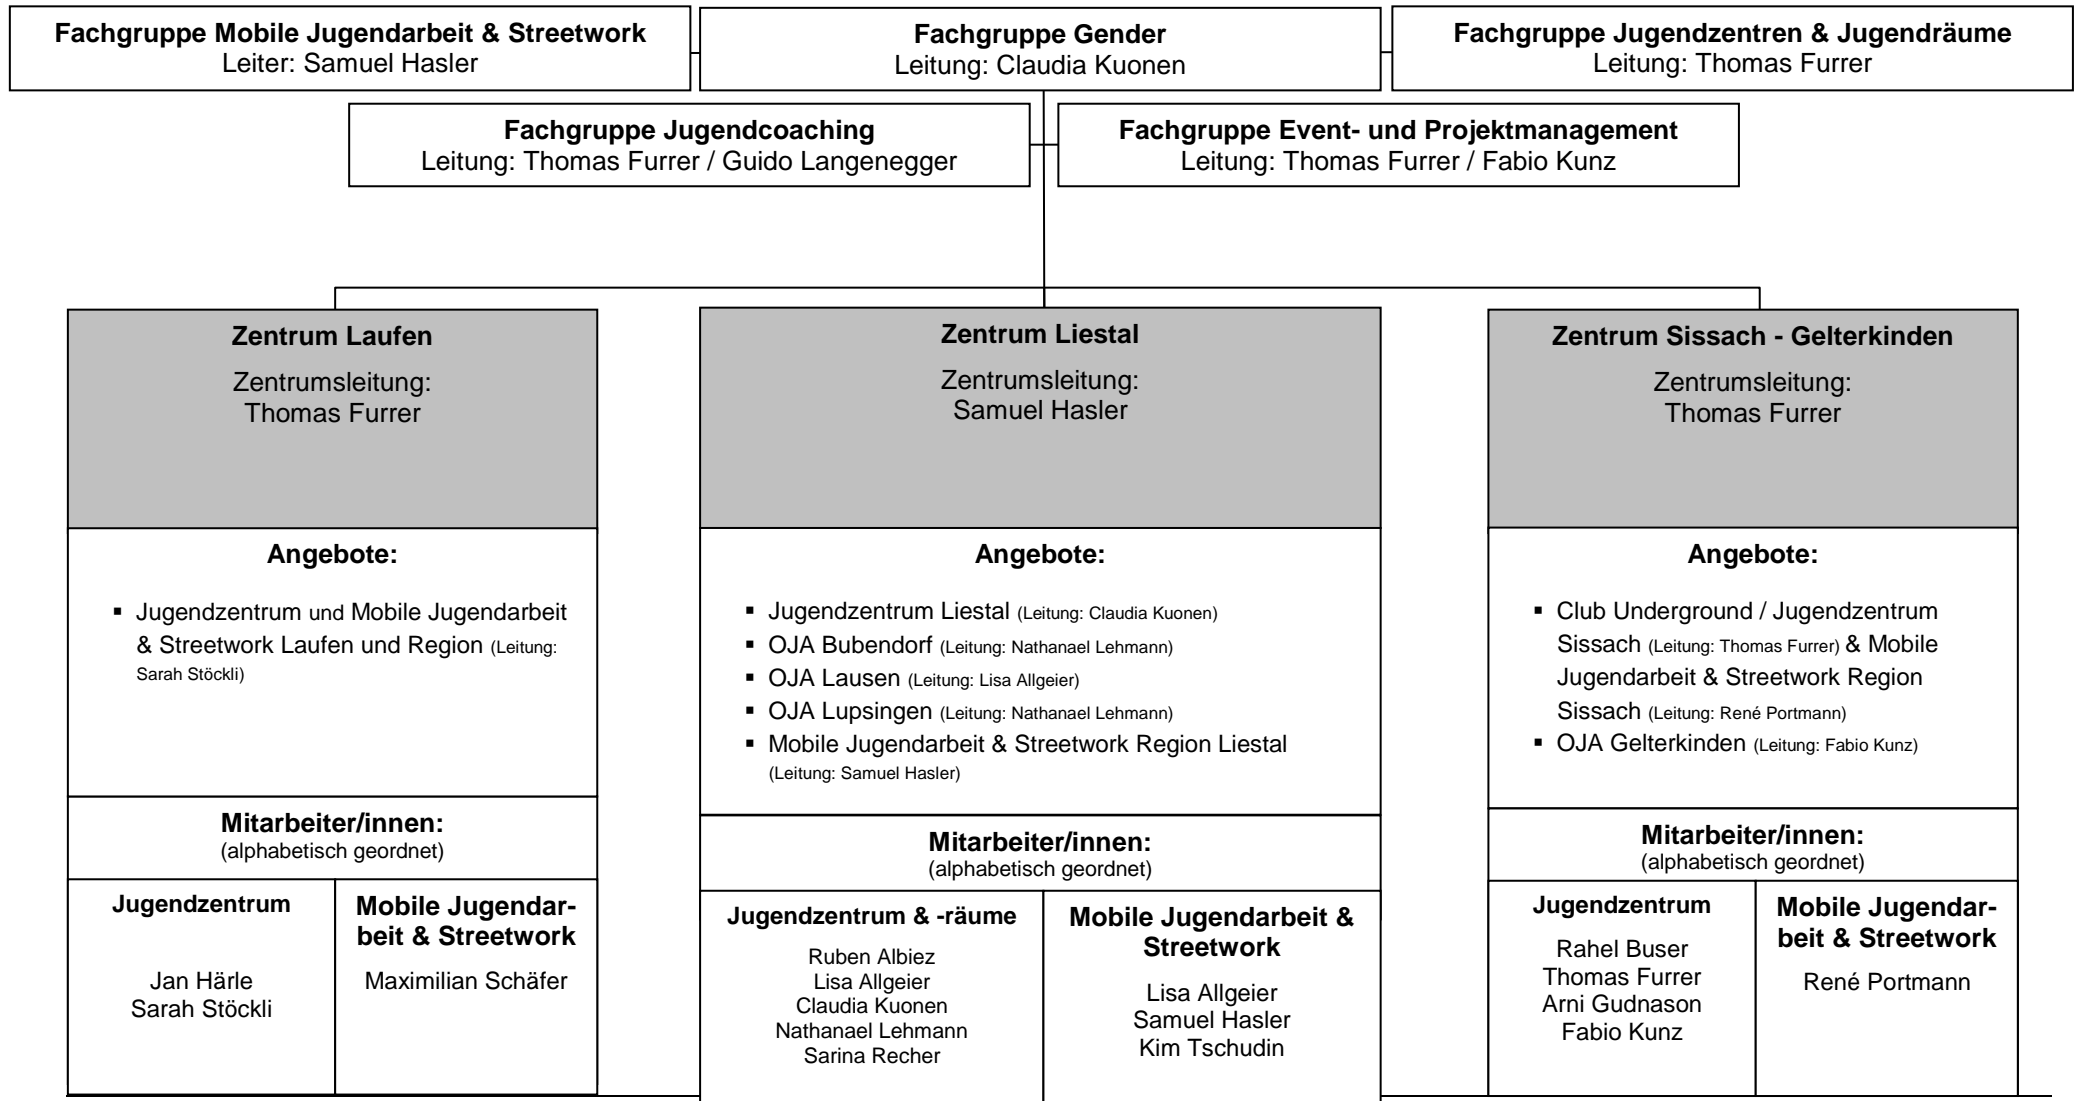 Fachgruppe Mobile Jugendarbeit & Streetwork
Leiter: Samuel Hasler
Fachgruppe Gender
Leitung: Claudia Kuonen
Fachgruppe Jugendzentren & Jugendräume
Leitung: Thomas Furrer
Fachgruppe Jugendcoaching
Leitung: Thomas Furrer / Guido Langenegger
Fachgruppe Event- und Projektmanagement
Leitung: Thomas Furrer / Fabio Kunz
Zentrum Laufen
Zentrumsleitung:
Thomas Furrer
Angebote:
▪ Jugendzentrum und Mobile Jugendarbeit
& Streetwork Laufen und Region (Leitung:
Sarah Stöckli)
Mitarbeiter/innen:
(alphabetisch geordnet)
Jugendzentrum
Jan Härle
Sarah Stöckli
Mobile Jugendar-
beit & Streetwork
Maximilian Schäfer
Zentrum Liestal
Zentrumsleitung:
Samuel Hasler
Angebote:
▪ Jugendzentrum Liestal (Leitung: Claudia Kuonen)
▪ OJA Bubendorf (Leitung: Nathanael Lehmann)
▪ OJA Lausen (Leitung: Lisa Allgeier)
▪ OJA Lupsingen (Leitung: Nathanael Lehmann)
▪ Mobile Jugendarbeit & Streetwork Region Liestal
(Leitung: Samuel Hasler)
Mitarbeiter/innen:
(alphabetisch geordnet)
Jugendzentrum & -räume
Ruben Albiez
Lisa Allgeier
Claudia Kuonen
Nathanael Lehmann
Sarina Recher
Mobile Jugendarbeit &
Streetwork
Lisa Allgeier
Samuel Hasler
Kim Tschudin
Zentrum Sissach - Gelterkinden
Zentrumsleitung:
Thomas Furrer
Angebote:
▪ Club Underground / Jugendzentrum
Sissach (Leitung: Thomas Furrer) & Mobile
Jugendarbeit & Streetwork Region
Sissach (Leitung: René Portmann)
▪ OJA Gelterkinden (Leitung: Fabio Kunz)
Mitarbeiter/innen:
(alphabetisch geordnet)
Jugendzentrum
Rahel Buser
Thomas Furrer
Arni Gudnason
Fabio Kunz
Mobile Jugendar-
beit & Streetwork
René Portmann